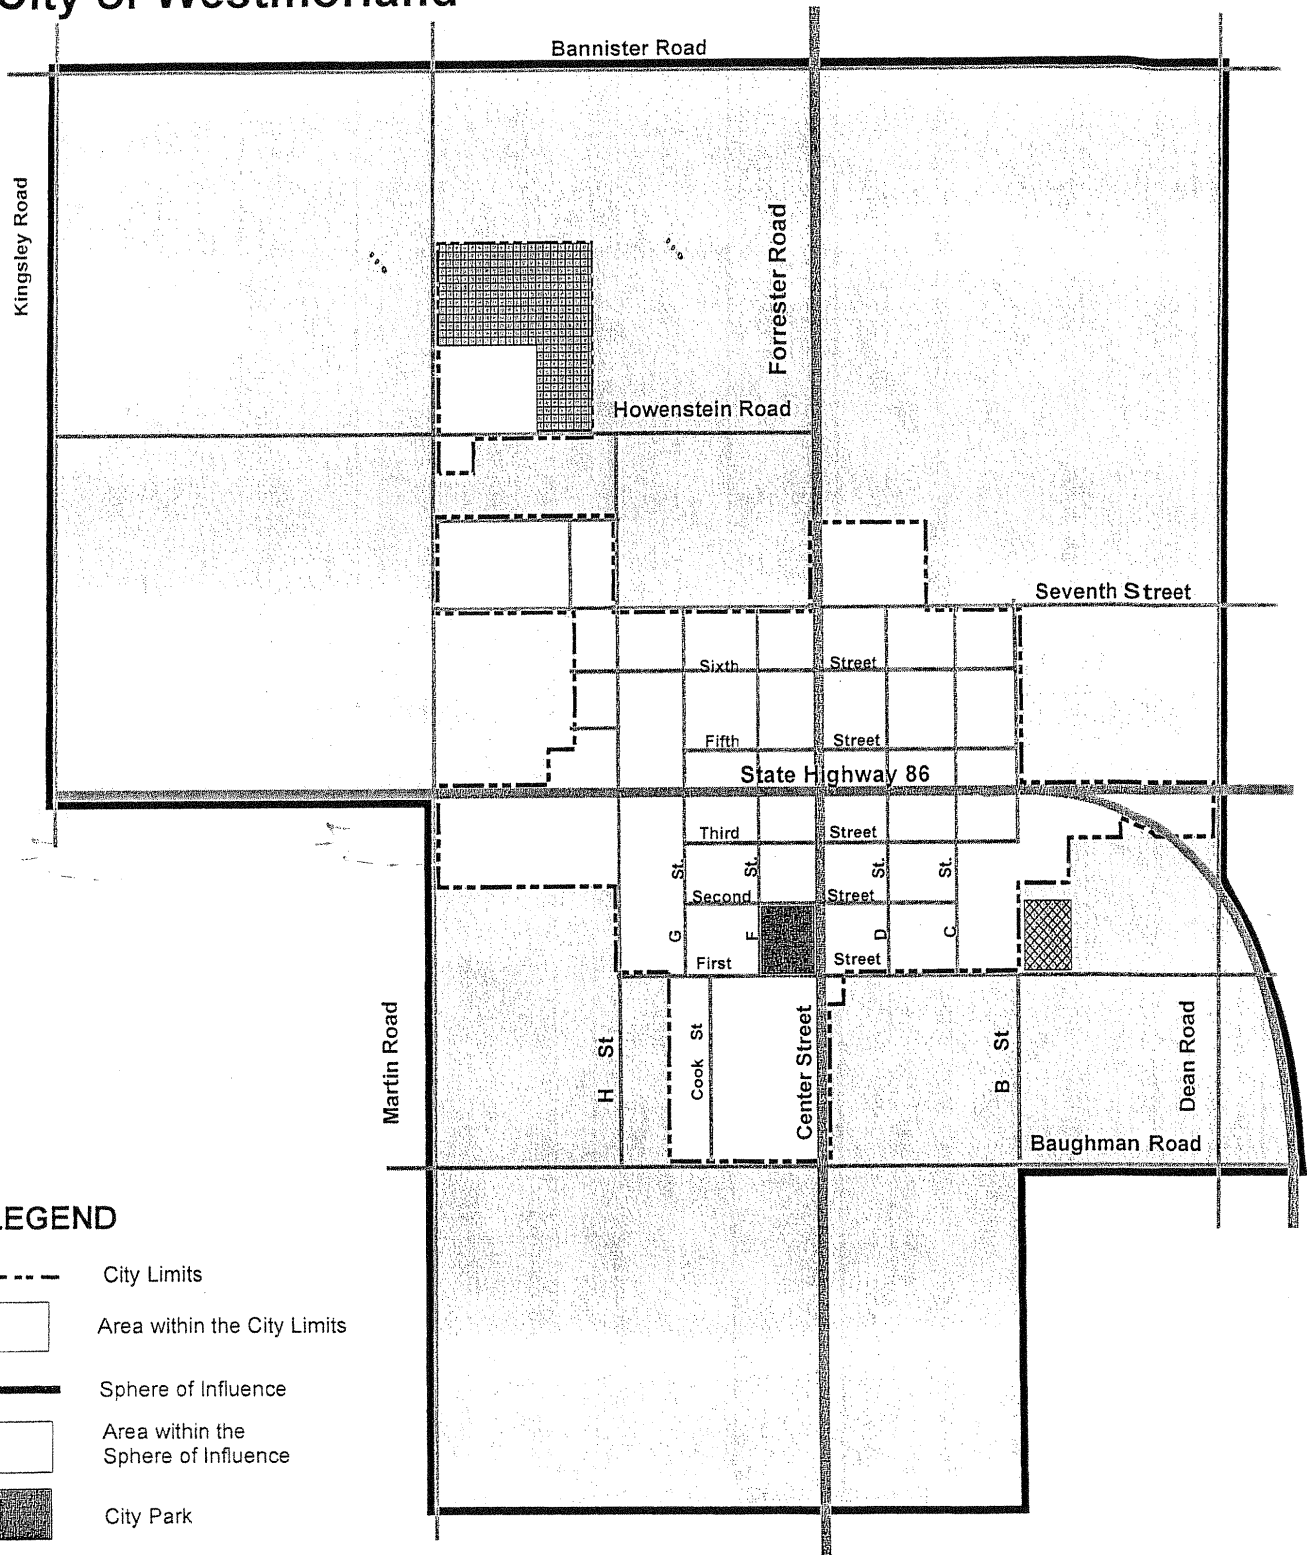 City of Westmorland
Bannister Road
Kingsley Road
Forrester Road
Howenstein Road
Seventh Street
Sixth Street
Fifth Street
State Highway 86
Third Street
G St.
F St.
D St.
C St.
Second Street
First Street
Martin Road
H St
Cook St
Center Street
B St
Dean Road
Baughman Road
LEGEND
City Limits
Area within the City Limits
Sphere of Influence
Area within the
Sphere of Influence
City Park